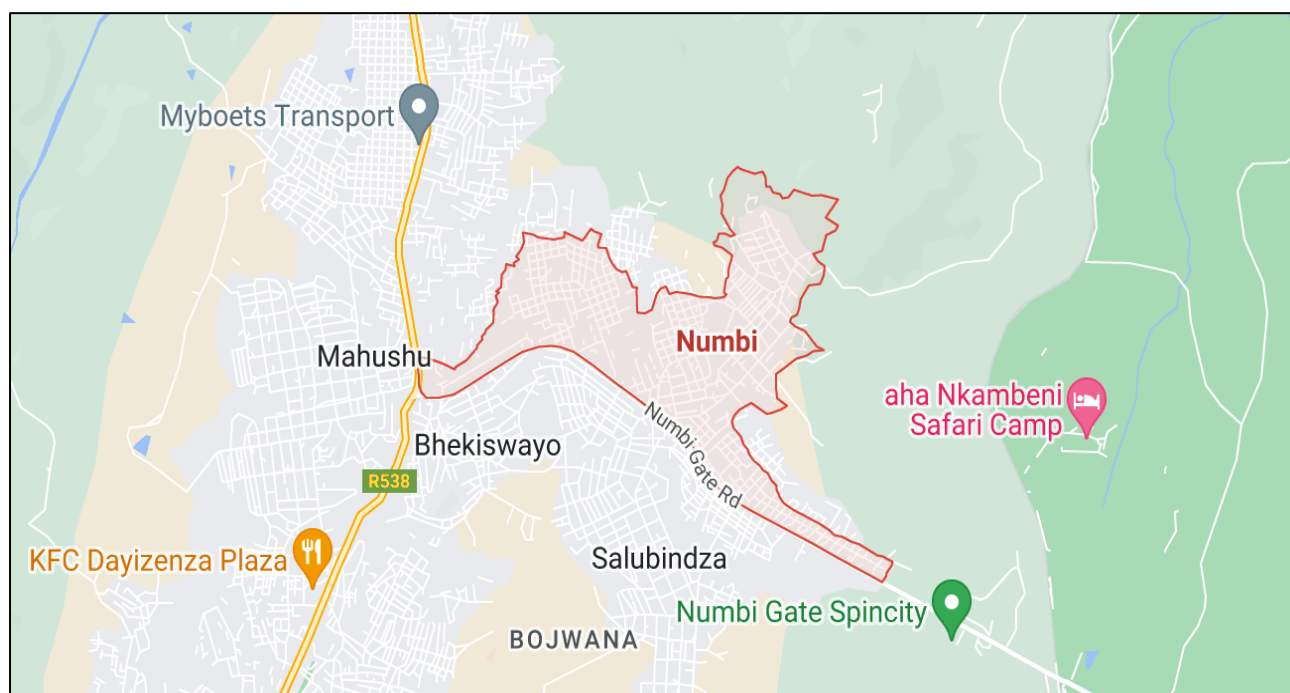 Myboets Transport
Numbi
Mahushu
aha Nkambeni
Safari Camp
Bhekiswayo
Numbi Gate Rd
R538
KFC Dayizenza Plaza
Salubindza
Numbi Gate Spincity
BOJWANA